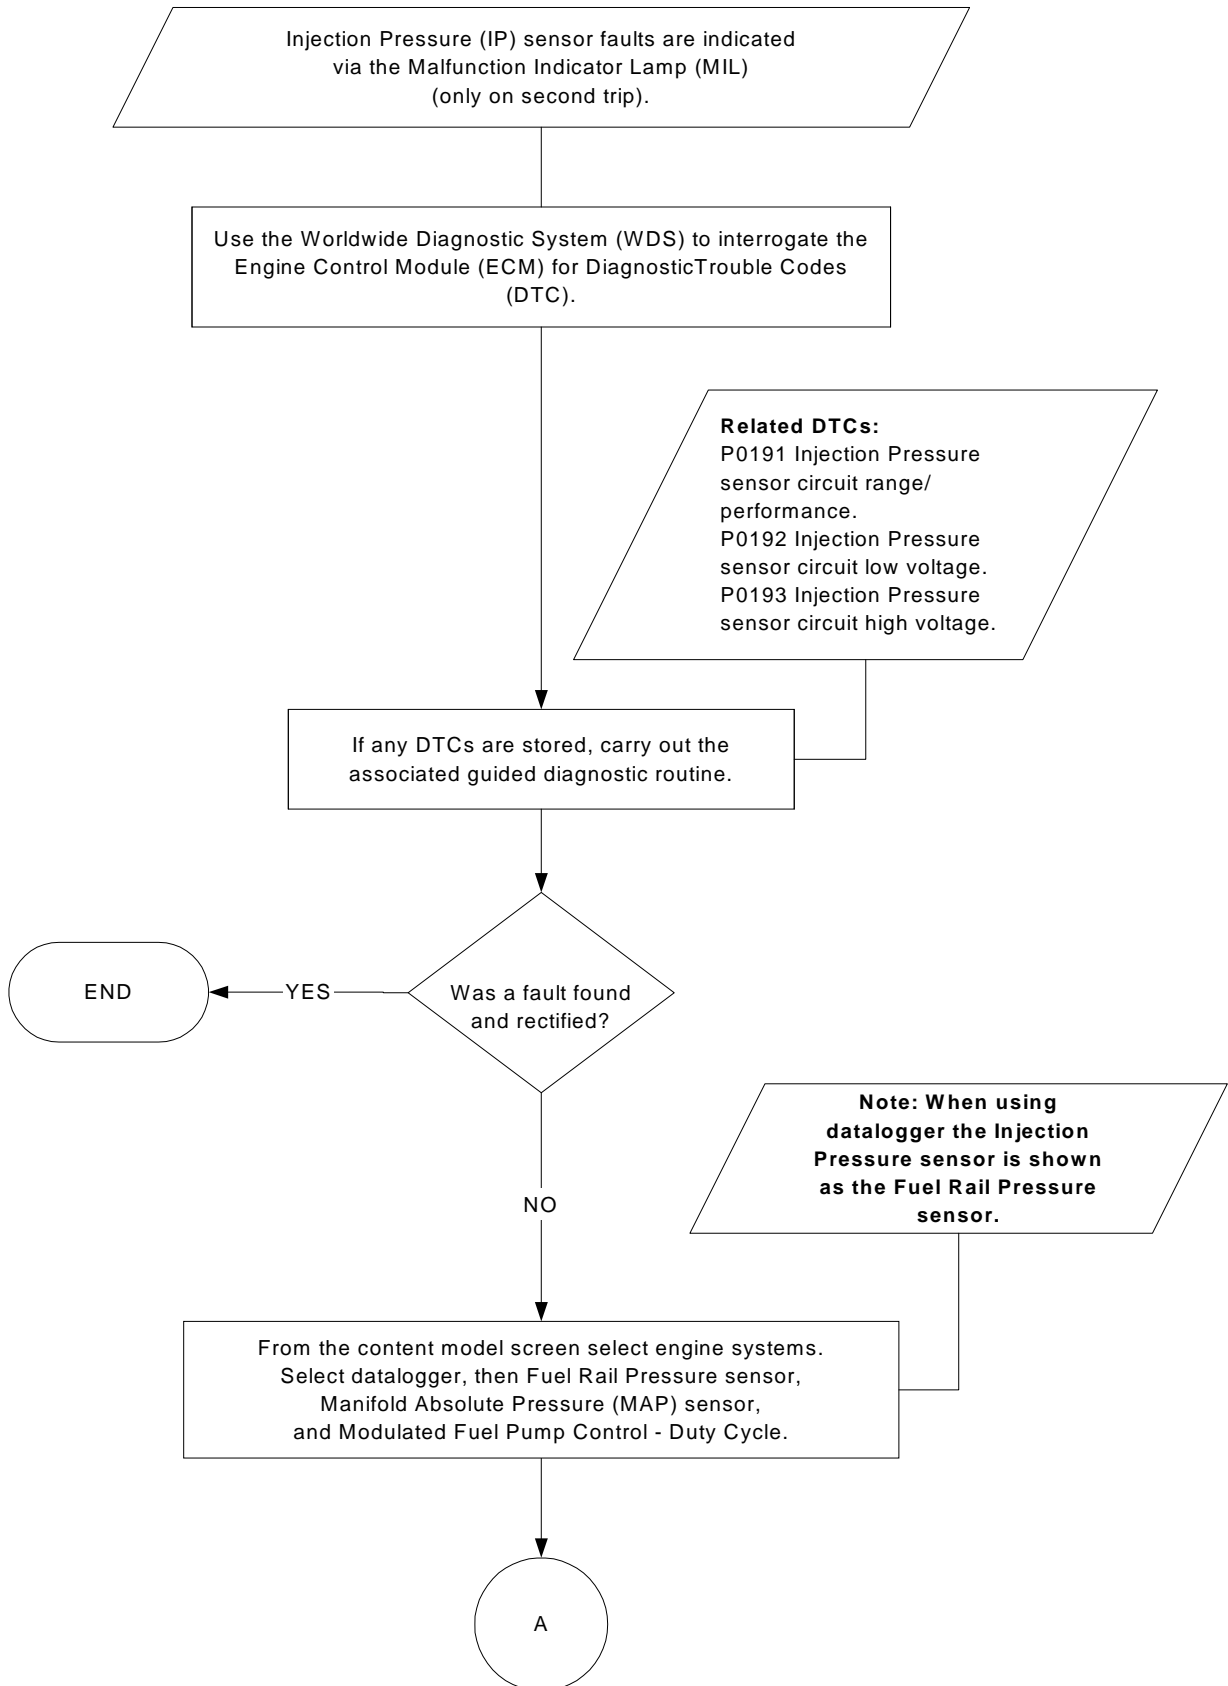 Injection Pressure (IP) sensor faults are indicated
via the Malfunction Indicator Lamp (MIL)
(only on second trip).
Use the Worldwide Diagnostic System (WDS) to interrogate the
Engine Control Module (ECM) for DiagnosticTrouble Codes
(DTC).
Related DTCs:
P0191 Injection Pressure
sensor circuit range/
performance.
P0192 Injection Pressure
sensor circuit low voltage.
P0193 Injection Pressure
sensor circuit high voltage.
If any DTCs are stored, carry out the
associated guided diagnostic routine.
END
YES
Was a fault found
and rectified?
NO
Note: When using
datalogger the Injection
Pressure sensor is shown
as the Fuel Rail Pressure
sensor.
From the content model screen select engine systems.
Select datalogger, then Fuel Rail Pressure sensor,
Manifold Absolute Pressure (MAP) sensor,
and Modulated Fuel Pump Control - Duty Cycle.
A